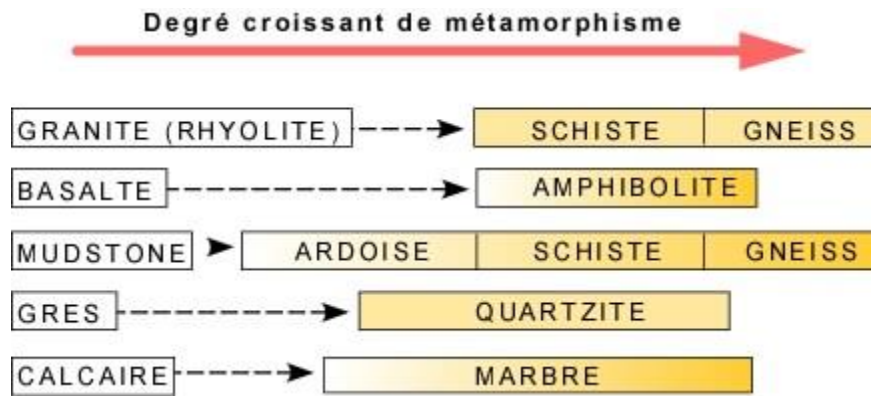 Degré croissant de métamorphisme
GRANITE (RHYOLITE) SCHISTE GNEISS
BASALTE AMPHIBOLITE
MUDSTONE ARDOISE SCHISTE GNEISS
GRES QUARTZITE
CALCAIRE MARBRE